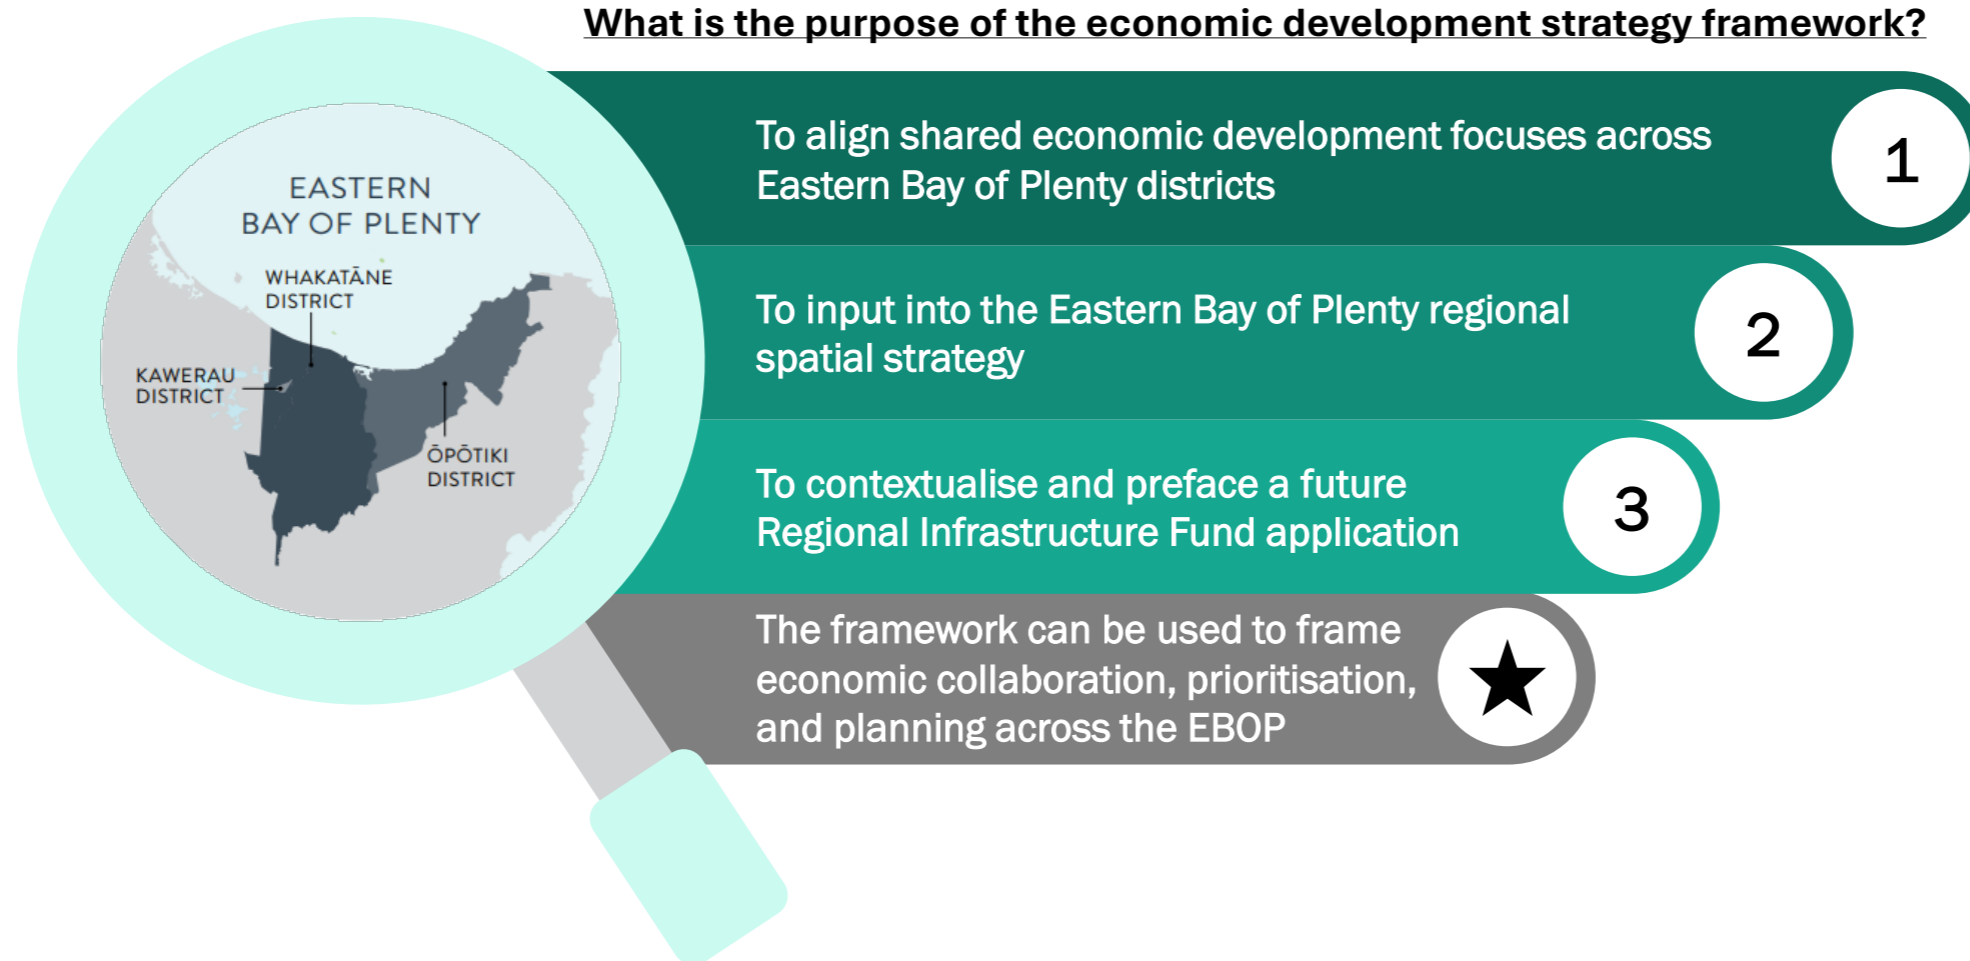 What is the purpose of the economic development strategy framework?
EASTERN
BAY OF PLENTY
WHAKATĀNE
DISTRICT
KAWERAU
DISTRICT
ŌPŌTIKI
DISTRICT
To align shared economic development focuses across
Eastern Bay of Plenty districts
1
To input into the Eastern Bay of Plenty regional
spatial strategy
2
To contextualise and preface a future
Regional Infrastructure Fund application
3
The framework can be used to frame
economic collaboration, prioritisation,
and planning across the EBOP